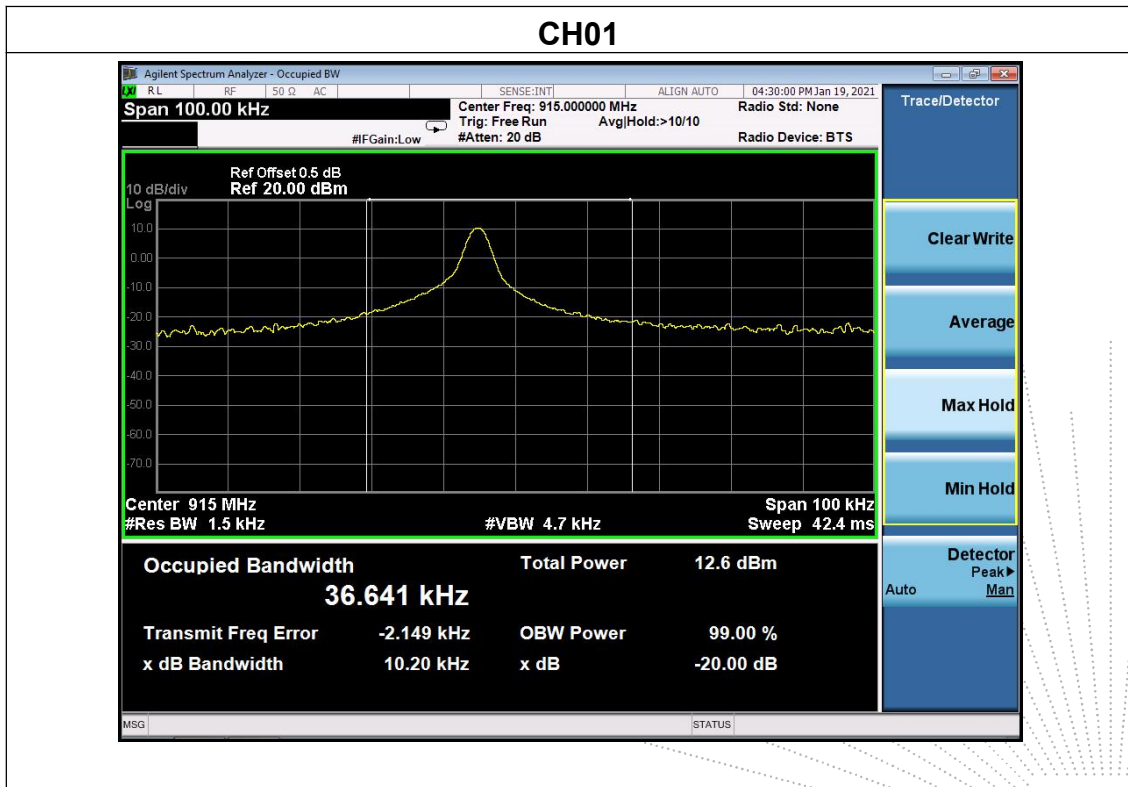 CH01
Agilent Spectrum Analyzer - Occupied BW
LXI RL RF 50 Ω AC SENSE:INT ALIGN AUTO 04:30:00 PM Jan 19, 2021
Span 100.00 kHz
Center Freq: 915.000000 MHz Radio Std: None
Trig: Free Run Avg|Hold:>10/10
#IFGain:Low #Atten: 20 dB Radio Device: BTS
Trace/Detector
Ref Offset 0.5 dB
10 dB/div Ref 20.00 dBm
Log
10.0
0.00
-10.0
-20.0
-30.0
-40.0
-50.0
-60.0
-70.0
Center 915 MHz Span 100 kHz
#Res BW 1.5 kHz #VBW 4.7 kHz Sweep 42.4 ms
Clear Write
Average
Max Hold
Min Hold
Detector
Peak▶
Auto Man
Occupied Bandwidth Total Power 12.6 dBm
36.641 kHz
Transmit Freq Error -2.149 kHz OBW Power 99.00 %
x dB Bandwidth 10.20 kHz x dB -20.00 dB
MSG STATUS